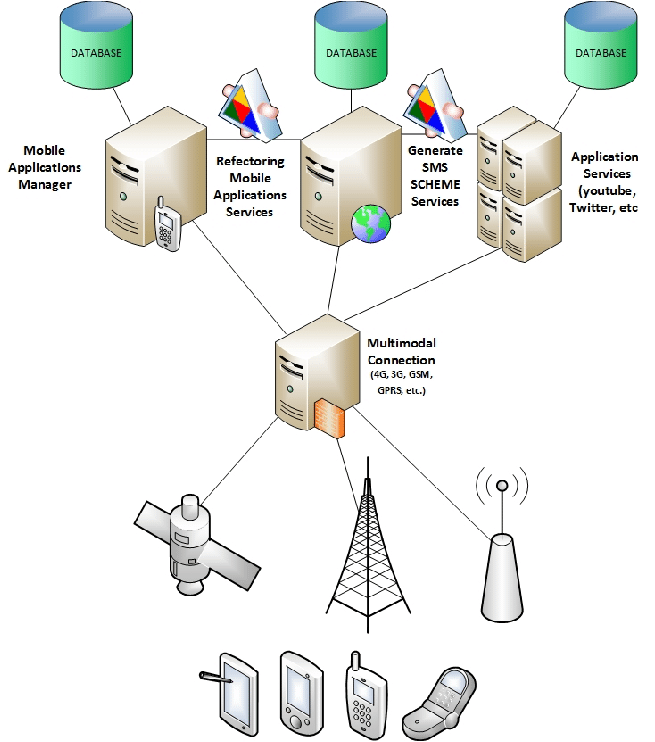 DATABASE
DATABASE
DATABASE
Mobile
Applications
Manager
Refectoring
Mobile
Applications
Services
Generate
SMS
SCHEME
Services
Application
Services
(youtube,
Twitter, etc
Multimodal
Connection
(4G, 3G, GSM,
GPRS, etc.)